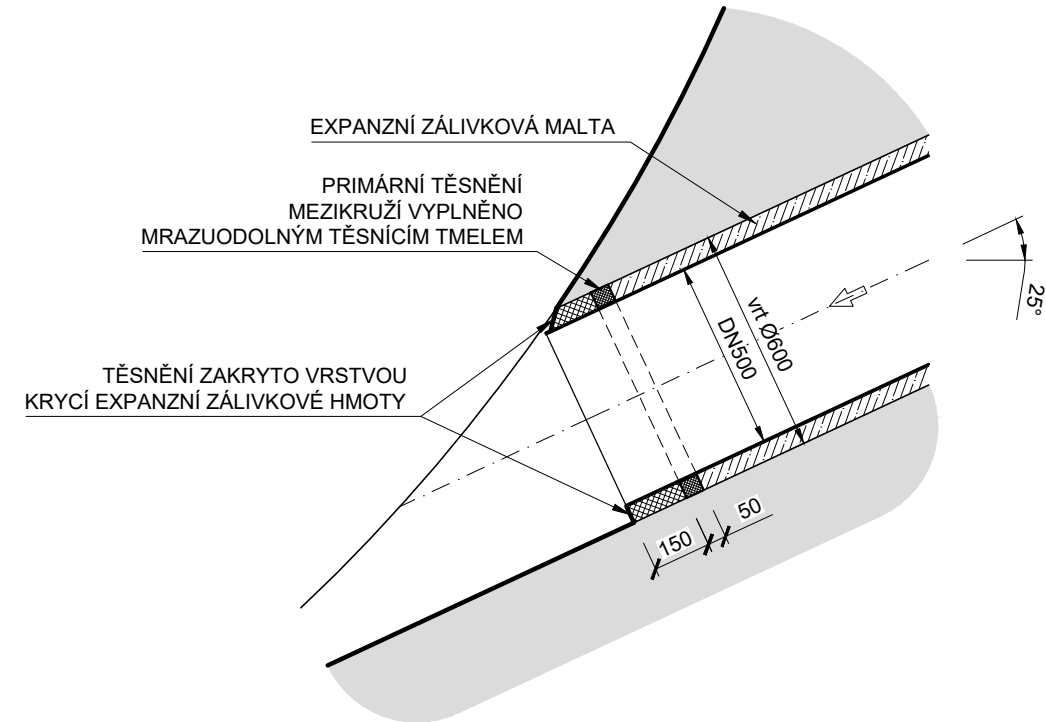 EXPANZNÍ ZÁLIVKOVÁ MALTA
PRIMÁRNÍ TĚSNĚNÍ
MEZIKRUŽÍ VYPLNĚNO
MRAZUODOLNÝM TĚSNÍCÍM TMELEM
TĚSNĚNÍ ZAKRYTO VRSTVOU
KRYCÍ EXPANZNÍ ZÁLIVKOVÉ HMOTY
vrt Ø600
DN500
25°
150
50